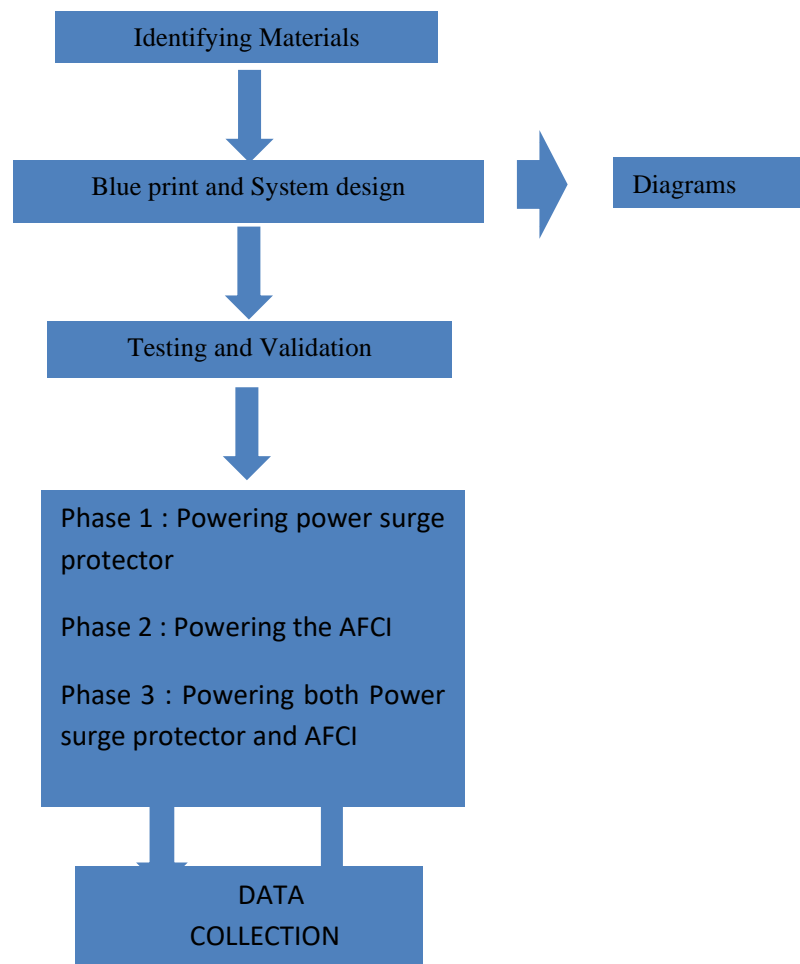 Identifying Materials
Blue print and System design
Diagrams
Testing and Validation
Phase 1 : Powering power surge
protector
Phase 2 : Powering the AFCI
Phase 3 : Powering both Power
surge protector and AFCI
DATA
COLLECTION